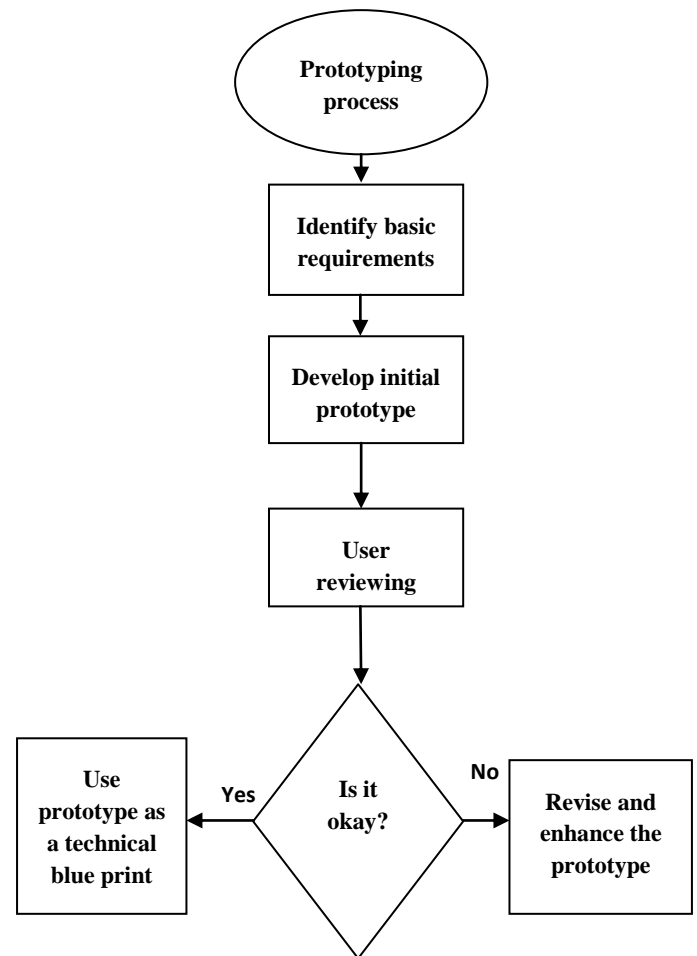 Prototyping
process
Identify basic
requirements
Develop initial
prototype
User
reviewing
Is it
okay?
Yes
No
Use
prototype as
a technical
blue print
Revise and
enhance the
prototype